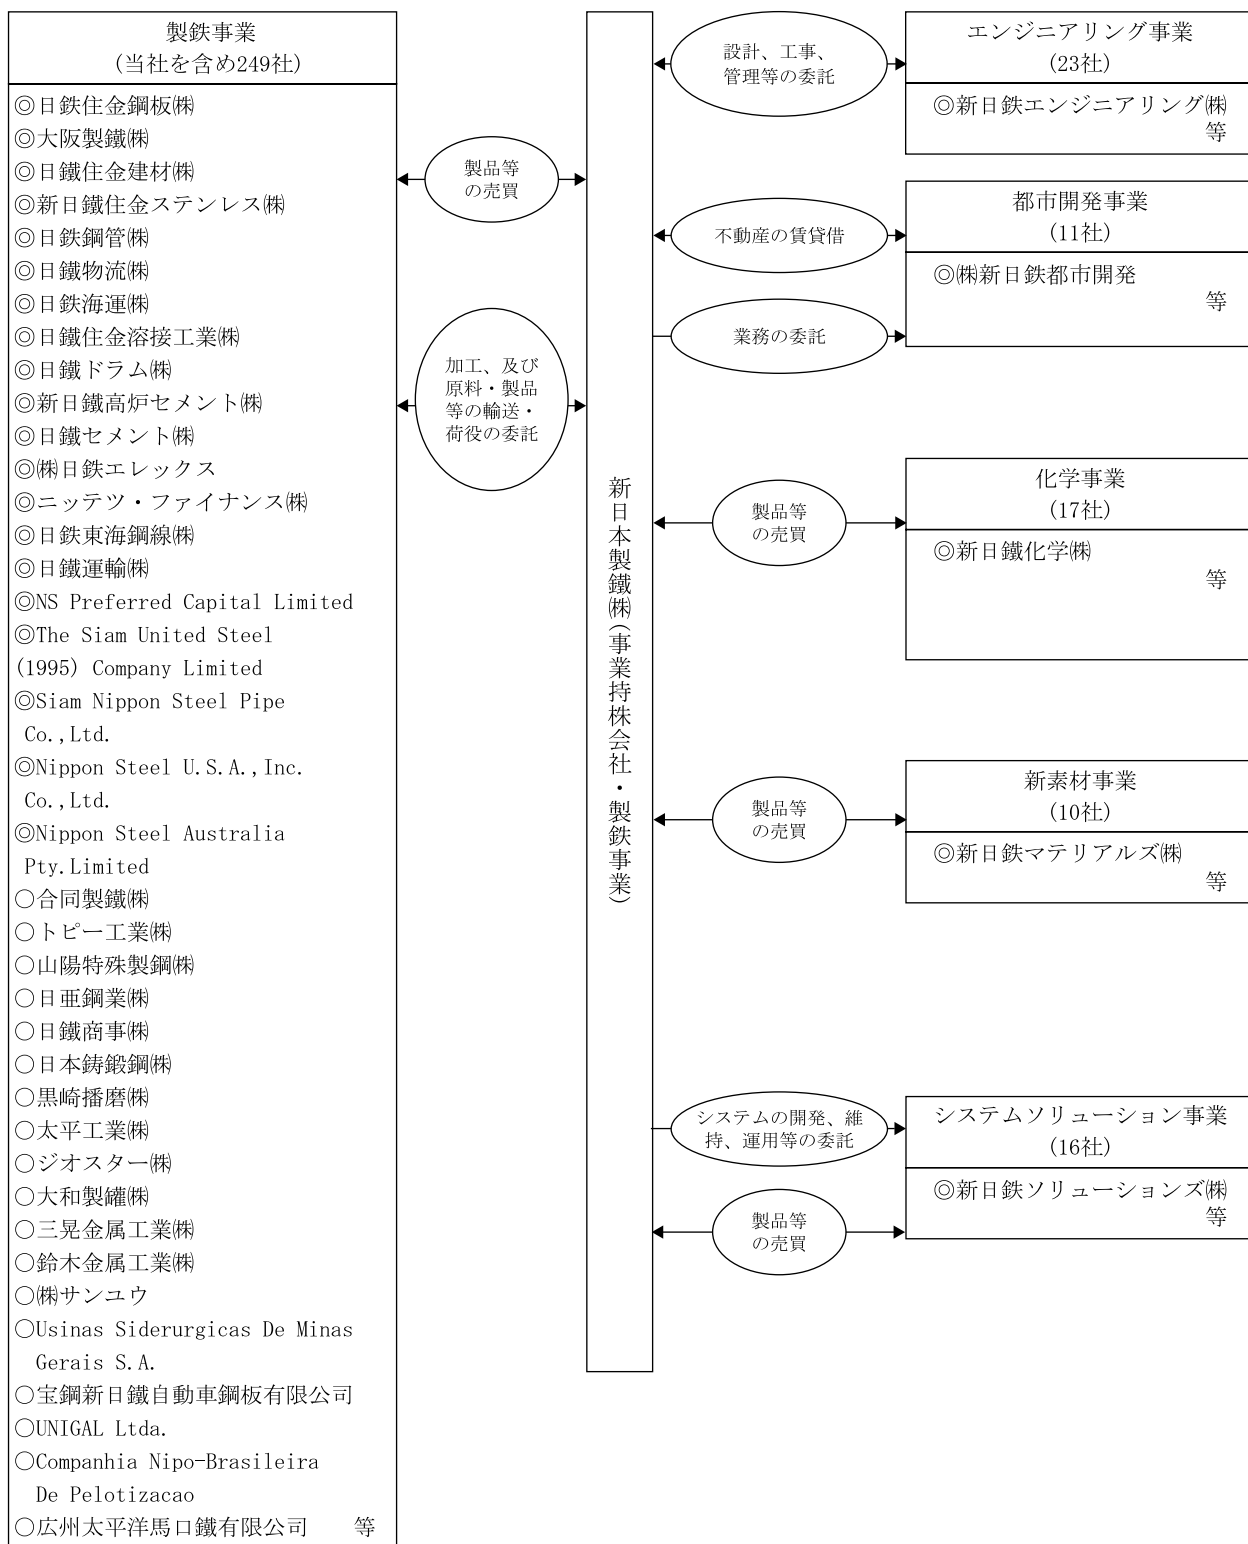 製鉄事業
(当社を含め249社)
◎日鉄住金鋼板㈱
◎大阪製鐵㈱
◎日鐵住金建材㈱
◎新日鐵住金ステンレス㈱
◎日鉄鋼管㈱
◎日鐵物流㈱
◎日鉄海運㈱
◎日鐵住金溶接工業㈱
◎日鐵ドラム㈱
◎新日鐵高炉セメント㈱
◎日鐵セメント㈱
◎㈱日鉄エレックス
◎ニッテツ・ファイナンス㈱
◎日鉄東海鋼線㈱
◎日鐵運輸㈱
◎NS Preferred Capital Limited
◎The Siam United Steel
(1995) Company Limited
◎Siam Nippon Steel Pipe
Co.,Ltd.
◎Nippon Steel U.S.A.,Inc.
Co.,Ltd.
◎Nippon Steel Australia
Pty.Limited
○合同製鐵㈱
○トピー工業㈱
○山陽特殊製鋼㈱
○日亜鋼業㈱
○日鐵商事㈱
○日本鋳鍛鋼㈱
○黒崎播磨㈱
○太平工業㈱
○ジオスター㈱
○大和製罐㈱
○三晃金属工業㈱
○鈴木金属工業㈱
○㈱サンユウ
○Usinas Siderurgicas De Minas
Gerais S.A.
○宝鋼新日鐵自動車鋼板有限公司
○UNIGAL Ltda.
○Companhia Nipo-Brasileira
De Pelotizacao
○広州太平洋馬口鐵有限公司 等
製品等
の売買
加工、及び
原料・製品
等の輸送・
荷役の委託
新日本製鐵㈱(事業持株会社・製鉄事業)
設計、工事、
管理等の委託
エンジニアリング事業
(23社)
◎新日鉄エンジニアリング㈱
等
不動産の賃貸借
業務の委託
都市開発事業
(11社)
◎㈱新日鉄都市開発
等
製品等
の売買
化学事業
(17社)
◎新日鐵化学㈱
等
製品等
の売買
新素材事業
(10社)
◎新日鉄マテリアルズ㈱
等
システムの開発、維
持、運用等の委託
製品等
の売買
システムソリューション事業
(16社)
◎新日鉄ソリューションズ㈱
等